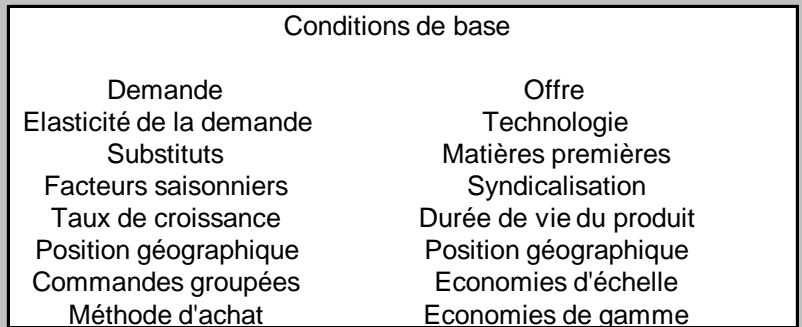 Conditions de base
Demande Offre
Elasticité de la demande Technologie
Substituts Matières premières
Facteurs saisonniers Syndicalisation
Taux de croissance Durée de vie du produit
Position géographique Position géographique
Commandes groupées Economies d'échelle
Méthode d'achat Economies de gamme